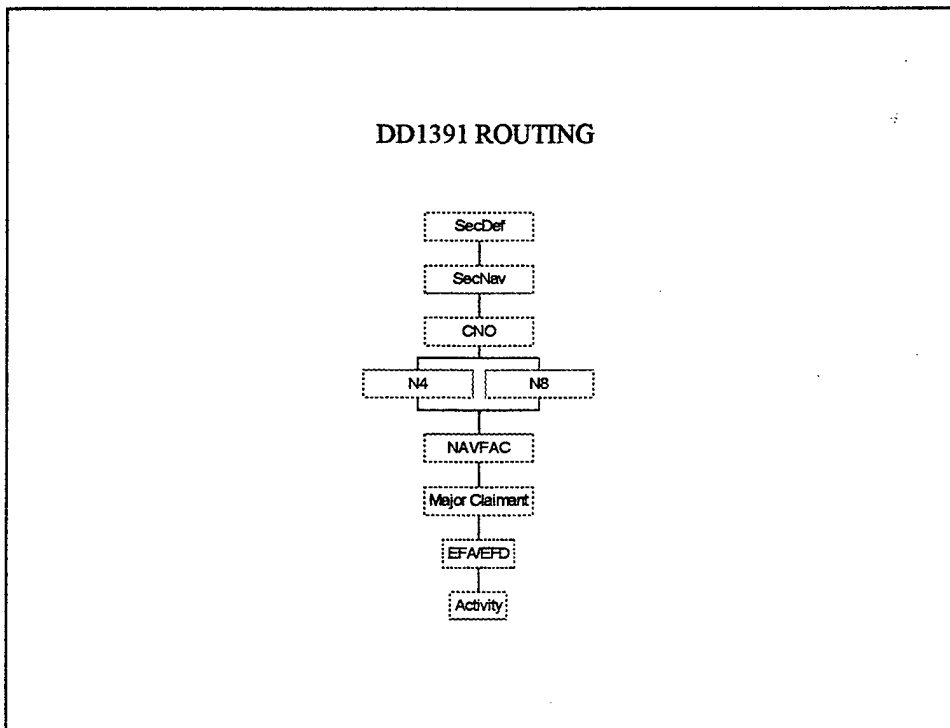 DD1391 ROUTING
SecDef
SecNav
CNO
N4 N8
NAVFAC
Major Claimant
EFA/EFD
Activity